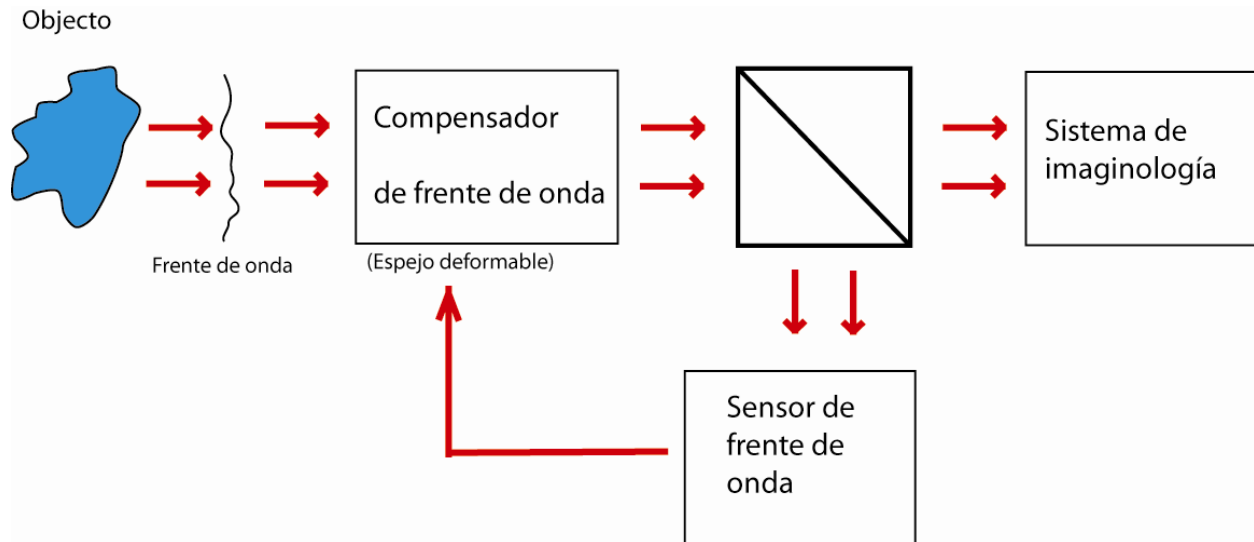 Objecto
Frente de onda
Compensador
de frente de onda
(Espejo deformable)
Sistema de
imaginología
Sensor de
frente de
onda